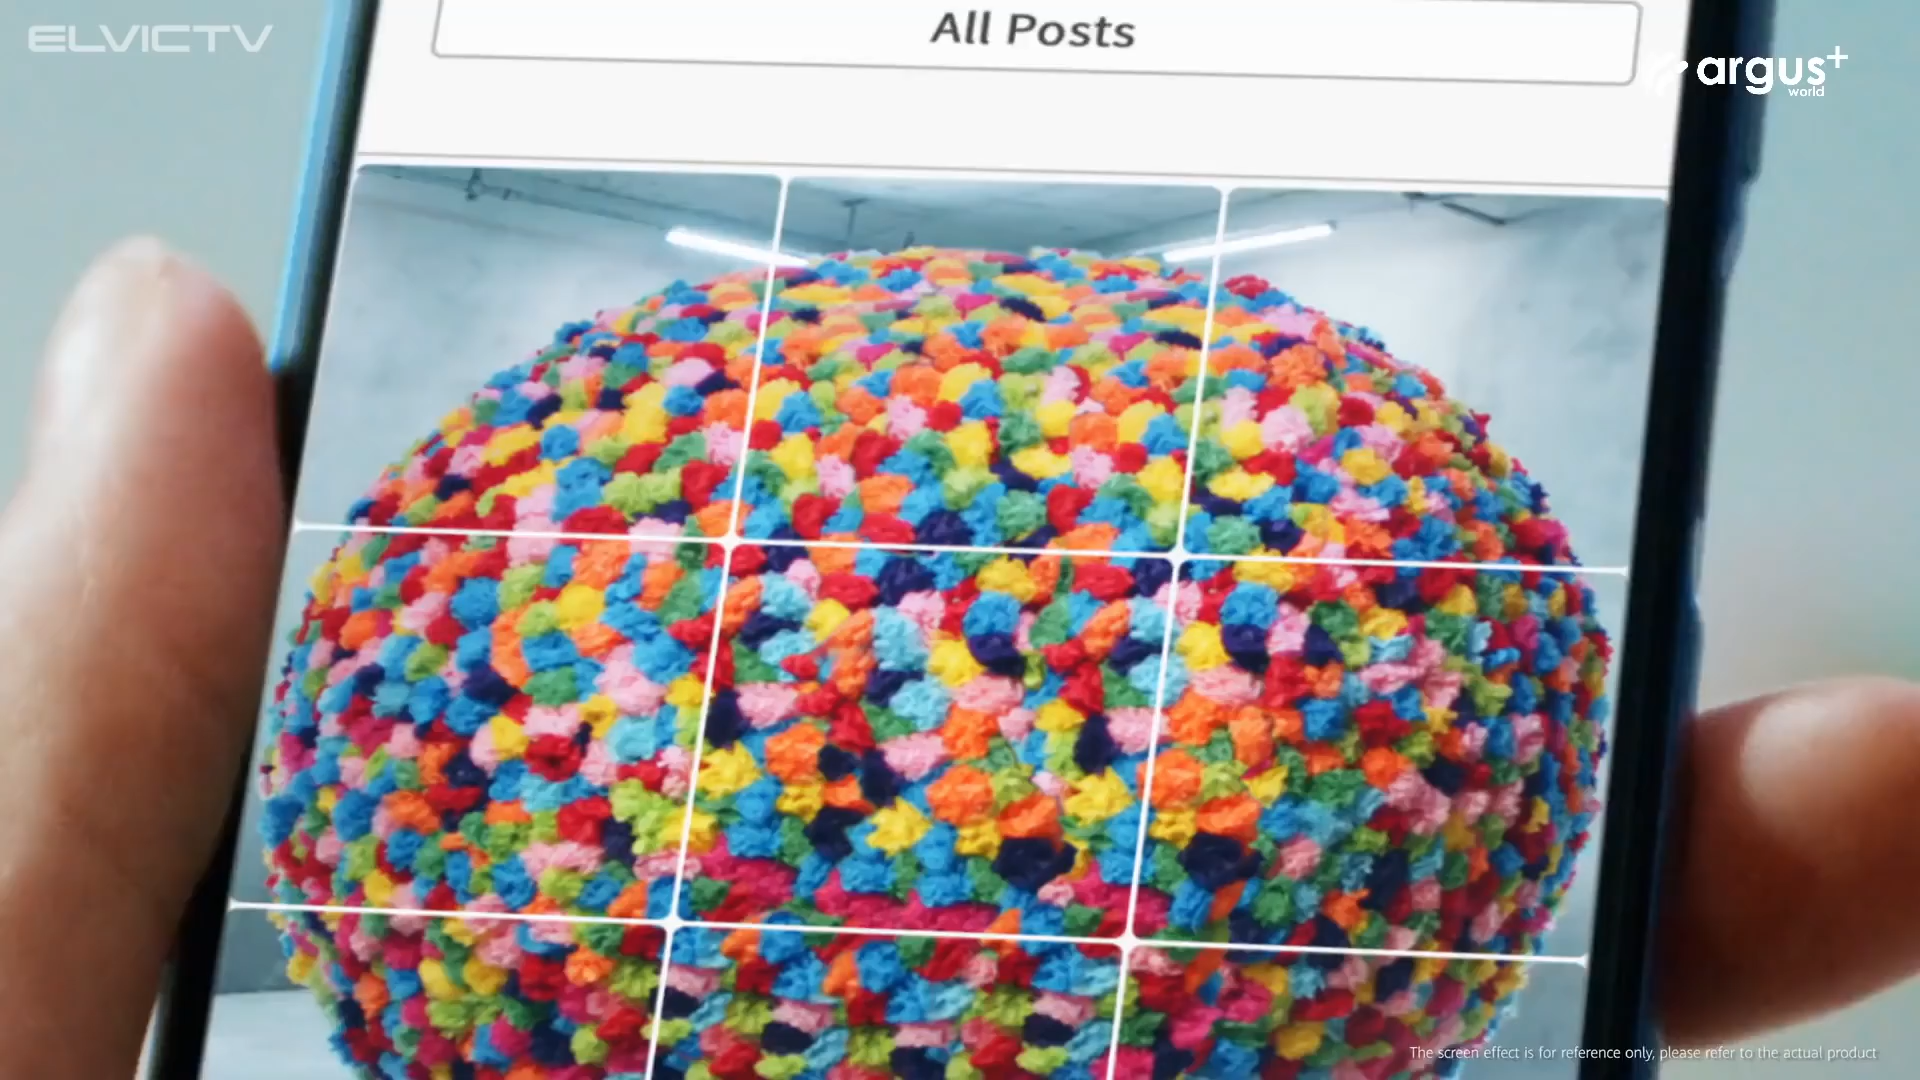 ELVICTV
All Posts
argus+
world
The screen effect is for reference only, please refer to the actual product